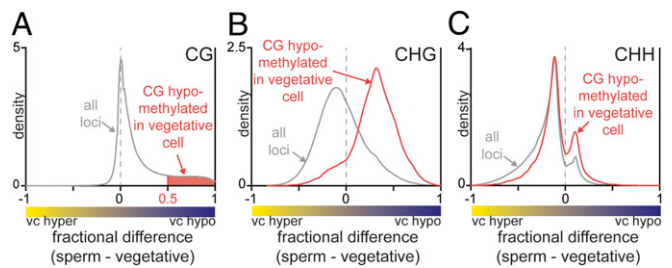 A
5
CG
density
all
loci
CG hypo-
methylated
in vegetative
cell
0
-1
0
0.5
1
vc hyper
vc hypo
fractional difference
(sperm - vegetative)
B
2.5
CHG
density
CG hypo-
methylated
in vegetative
cell
all
loci
0
-1
0
1
vc hyper
vc hypo
fractional difference
(sperm - vegetative)
C
4
CHH
density
CG hypo-
methylated
in vegetative
cell
all
loci
0
-1
0
1
vc hyper
vc hypo
fractional difference
(sperm - vegetative)